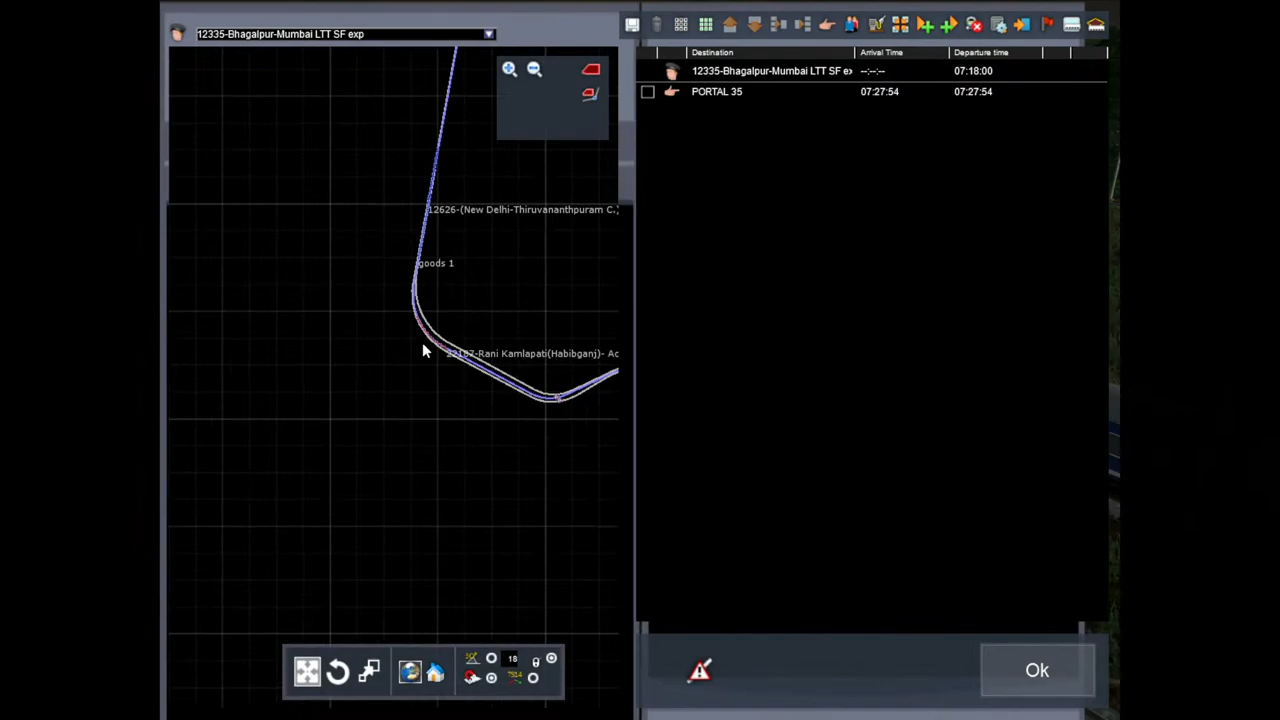 12335-Bhagalpur-Mumbai LTT SF exp
Destination Arrival Time Departure time
12335-Bhagalpur-Mumbai LTT SF ex --:--:-- 07:18:00
PORTAL 35 07:27:54 07:27:54
12626-(New Delhi-Thiruvananthpuram C.)
goods 1
22187-Rani Kamlapati(Habibganj)- Ac
18
Ok